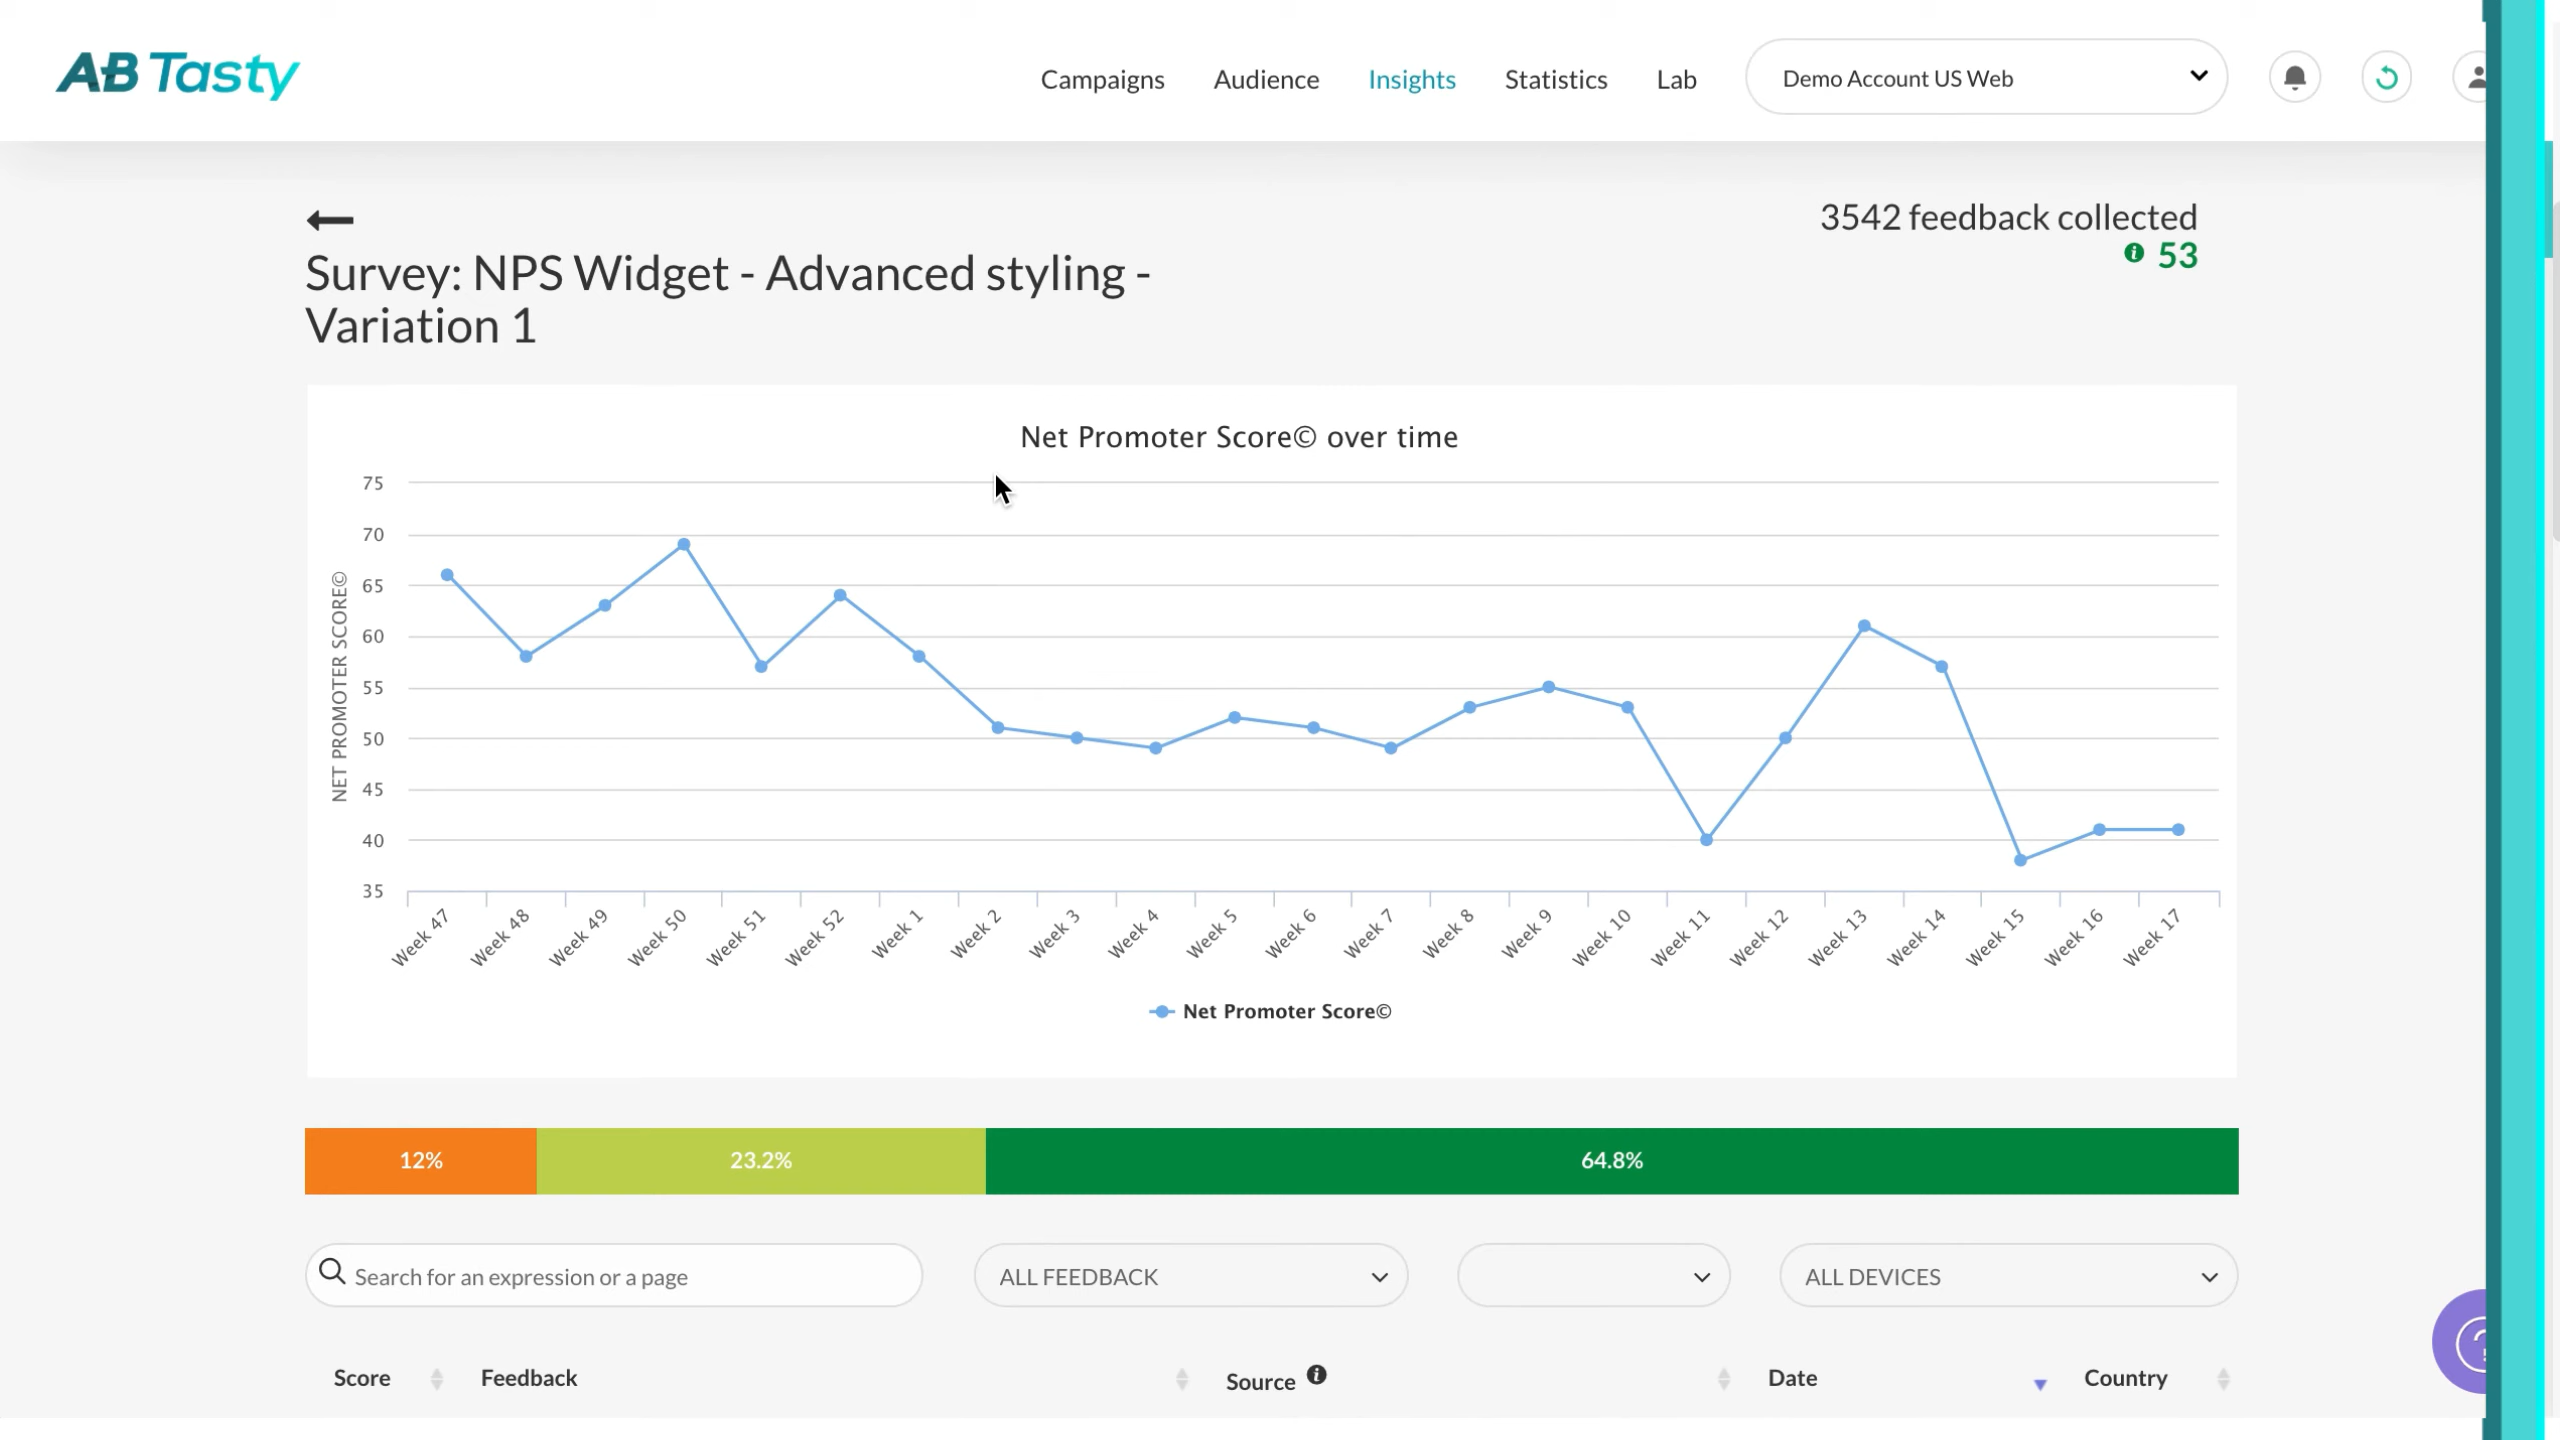 AB Tasty
Campaigns Audience Insights Statistics Lab Demo Account US Web
3542 feedback collected
53
Survey: NPS Widget - Advanced styling -
Variation 1
Net Promoter Score© over time
75
70
65
60
55
50
45
40
35
NET PROMOTER SCORE©
Week 47 Week 48 Week 49 Week 50 Week 51 Week 52 Week 1 Week 2 Week 3 Week 4 Week 5 Week 6 Week 7 Week 8 Week 9 Week 10 Week 11 Week 12 Week 13 Week 14 Week 15 Week 16 Week 17
Net Promoter Score©
12% 23.2% 64.8%
Search for an expression or a page ALL FEEDBACK ALL DEVICES
Score Feedback Source Date Country